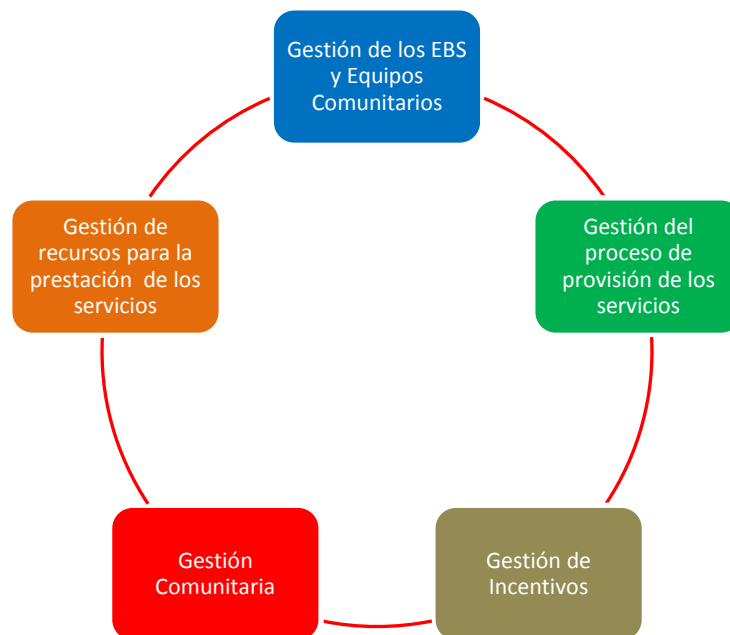 Gestión de los EBS
y Equipos
Comunitarios
Gestión de
recursos para la
prestación de los
servicios
Gestión del
proceso de
provisión de los
servicios
Gestión
Comunitaria
Gestión de
Incentivos